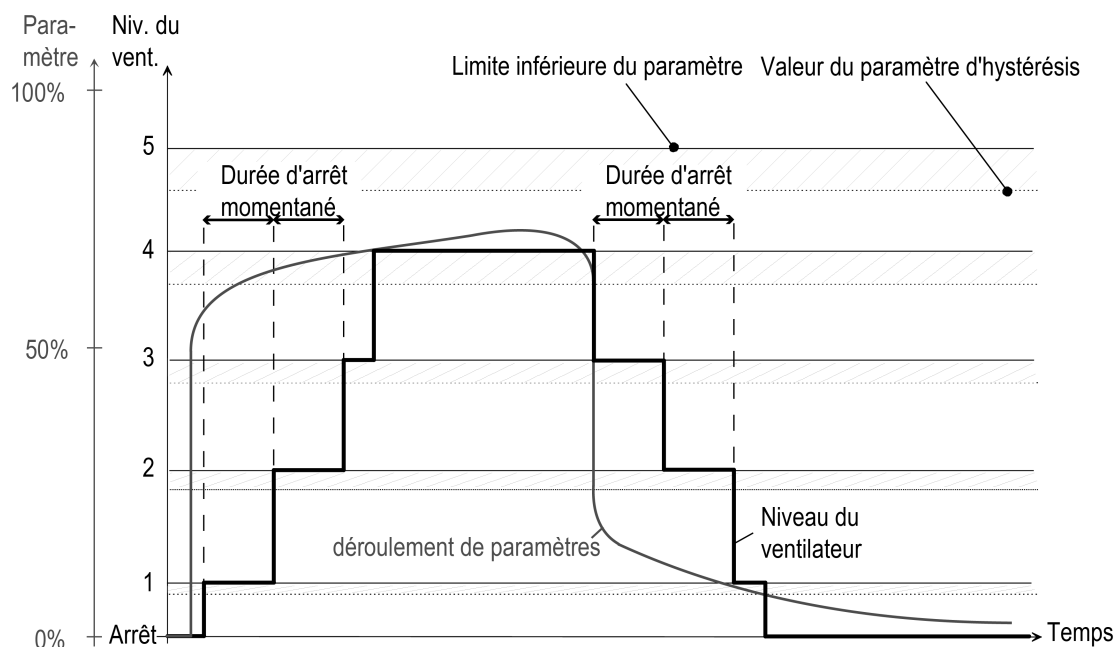 Para-
mètre
Niv. du
vent.
Limite inférieure du paramètre
Valeur du paramètre d'hystérésis
100%
5
Durée d'arrêt
momentané
Durée d'arrêt
momentané
4
50%
3
2
déroulement de paramètres
Niveau du
ventilateur
1
0%
Arrêt
Temps